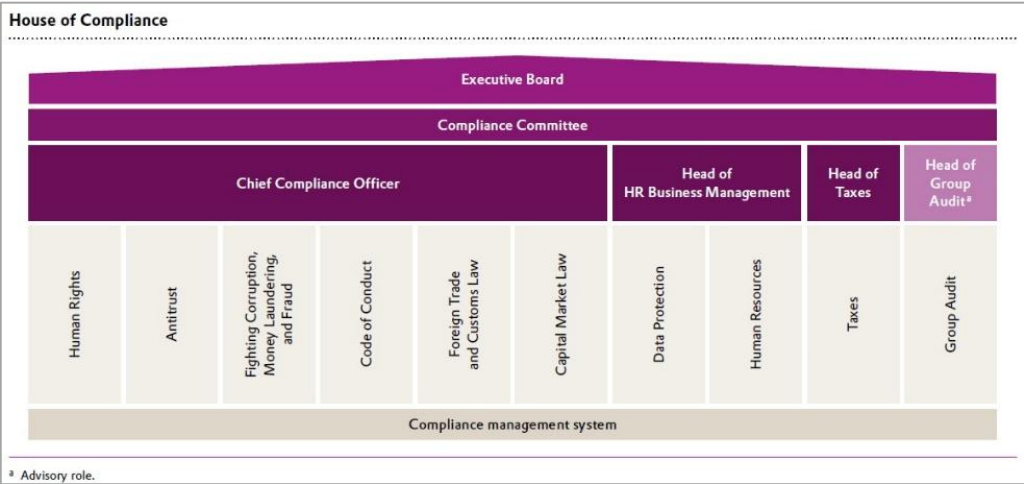 House of Compliance
Executive Board
Compliance Committee
Chief Compliance Officer
Head of
HR Business Management
Head of
Taxes
Head of
Group
Auditª
Human Rights
Antitrust
Fighting Corruption,
Money Laundering,
and Fraud
Code of Conduct
Foreign Trade
and Customs Law
Capital Market Law
Data Protection
Human Resources
Taxes
Group Audit
Compliance management system
ª Advisory role.